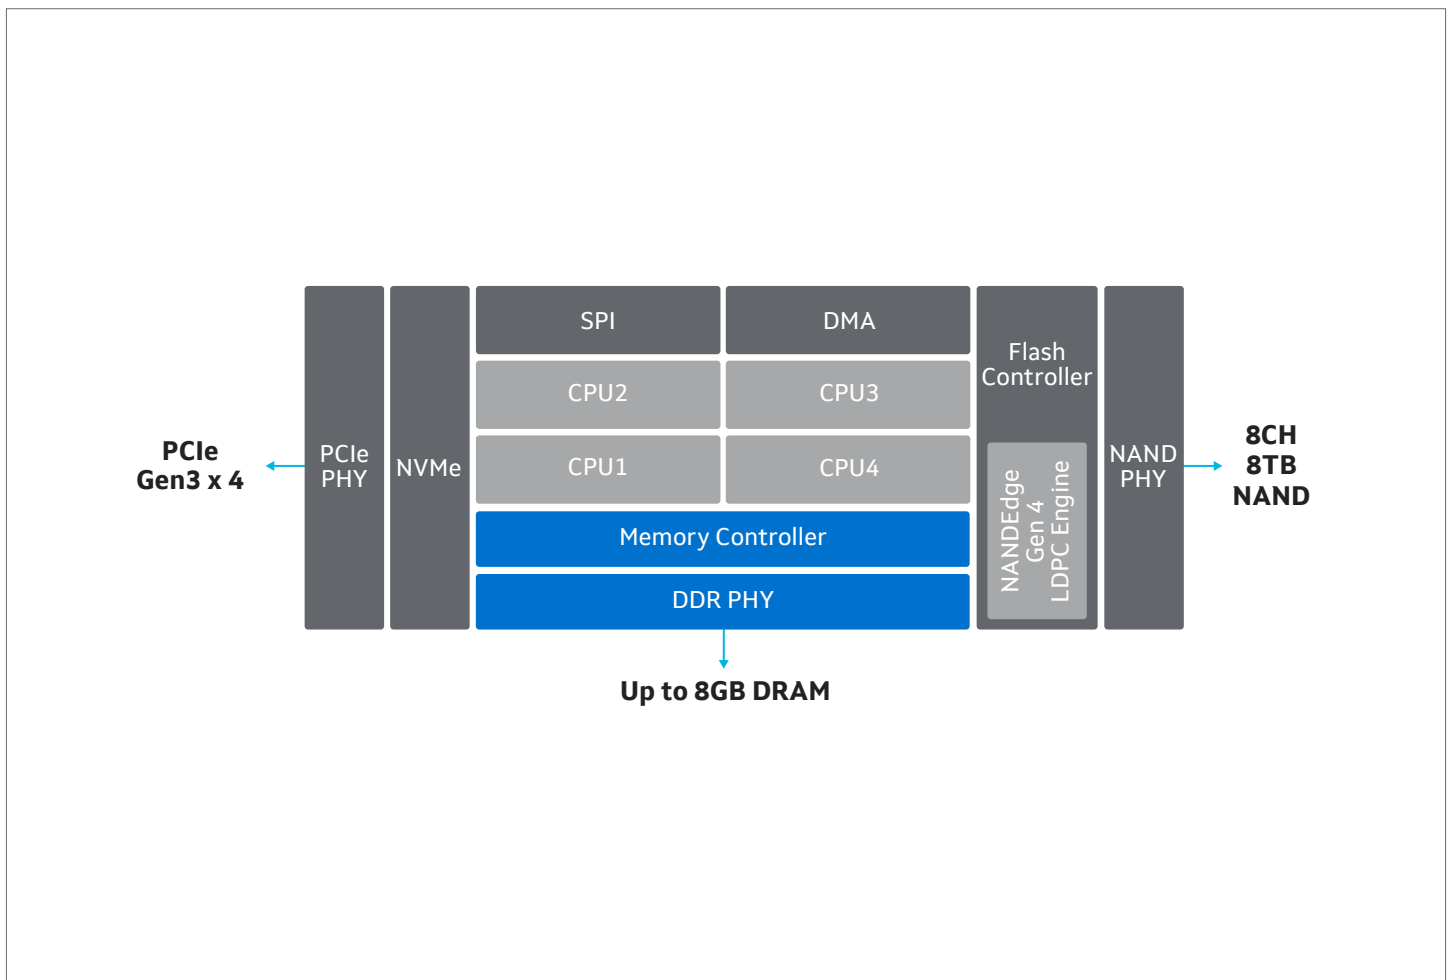 PCIe
Gen3 x 4
PCIe
PHY
NVMe
SPI
DMA
CPU2
CPU3
CPU1
CPU4
Memory Controller
DDR PHY
Flash
Controller
NANDEdge
Gen 4
LDPC Engine
NAND
PHY
8CH
8TB
NAND
Up to 8GB DRAM